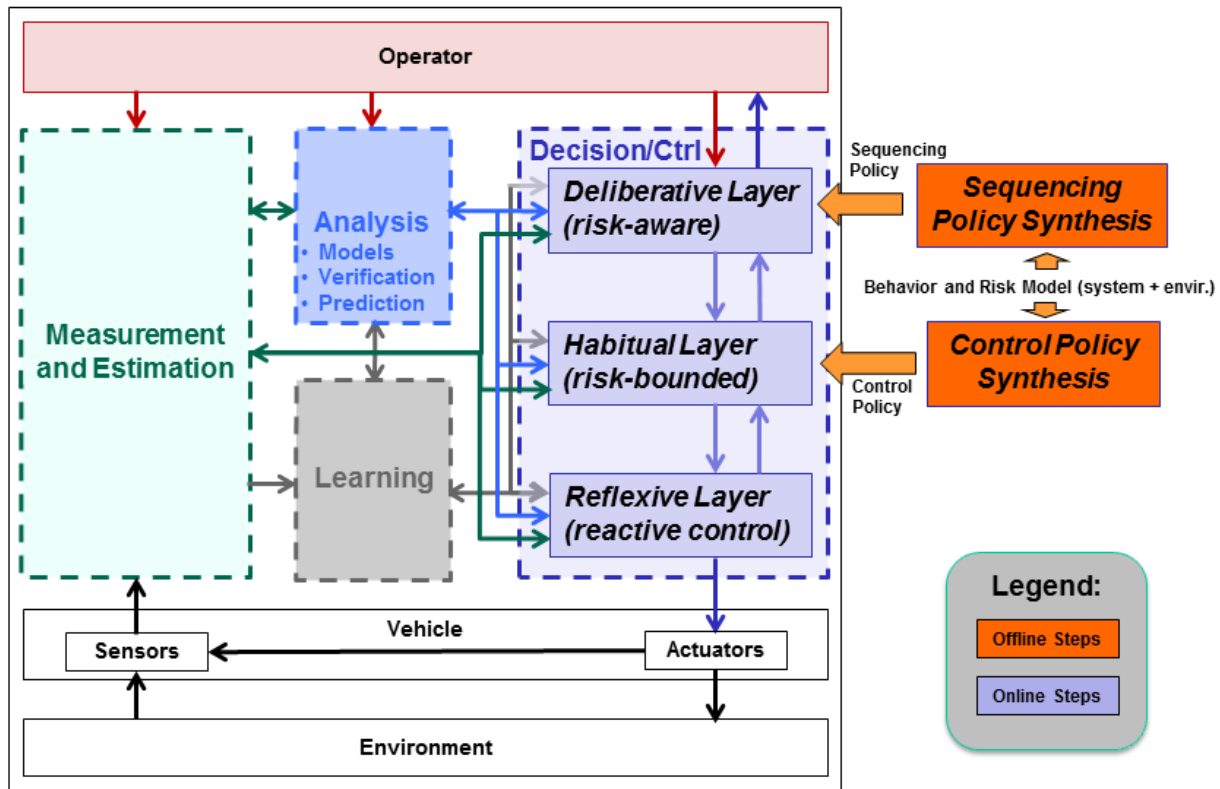 Operator
Decision/Ctrl
Analysis
• Models
• Verification
• Prediction
Measurement
and Estimation
Learning
Deliberative Layer
(risk-aware)
Habitual Layer
(risk-bounded)
Reflexive Layer
(reactive control)
Sequencing
Policy
Sequencing
Policy Synthesis
Behavior and Risk Model (system + envir.)
Control Policy
Synthesis
Control
Policy
Vehicle
Sensors
Actuators
Environment
Legend:
Offline Steps
Online Steps